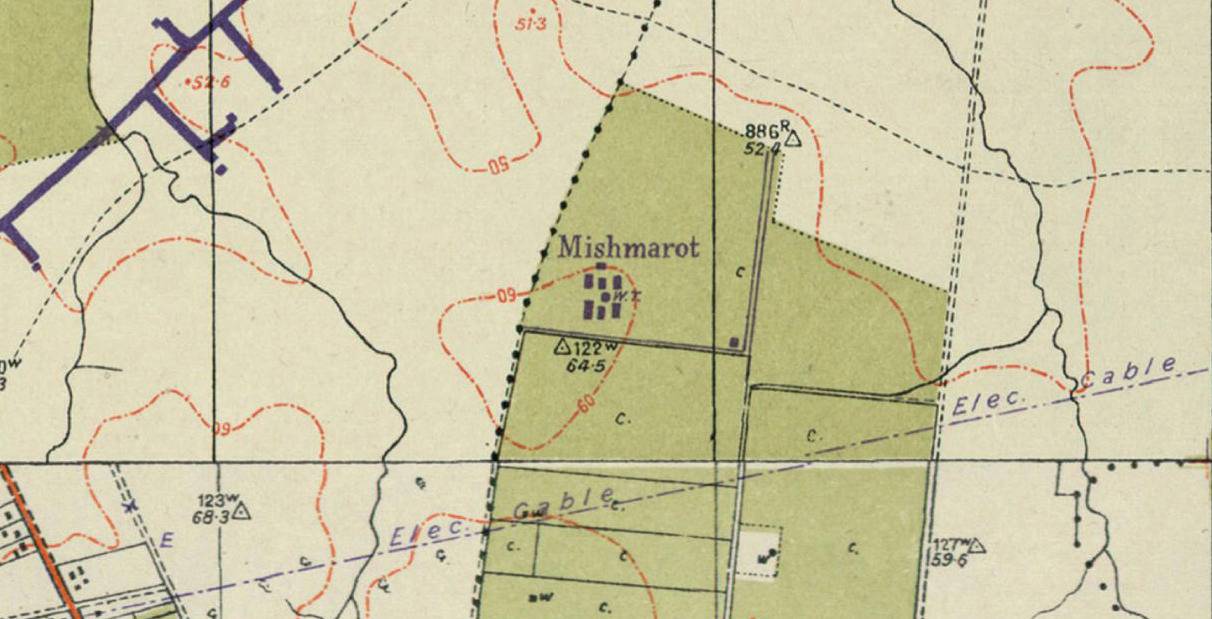 51·3
52·6
886ᴿ
52·4
50
Mishmarot
C
60
W.T.
122ᵂ
64·5
Cable
60
Elec.
C.
C.
60
123ᵂ
68·3
Cable
C.
Elec.
E
C.
C
C.
127ᵂ
59·6
W
W
C.